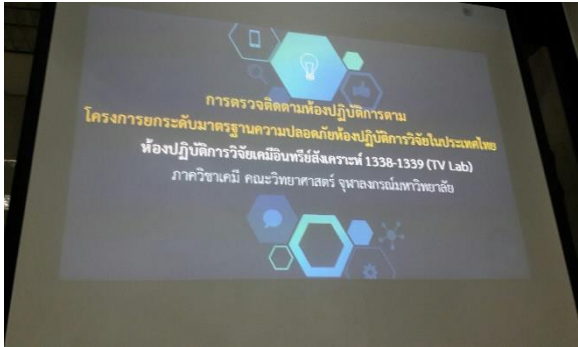 การตรวจติดตามห้องปฏิบัติการตาม
โครงการยกระดับมาตรฐานความปลอดภัยห้องปฏิบัติการวิจัยในประเทศไทย
ห้องปฏิบัติการวิจัยเคมีอินทรีย์สังเคราะห์ 1338-1339 (TV Lab)
ภาควิชาเคมี คณะวิทยาศาสตร์ จุฬาลงกรณ์มหาวิทยาลัย